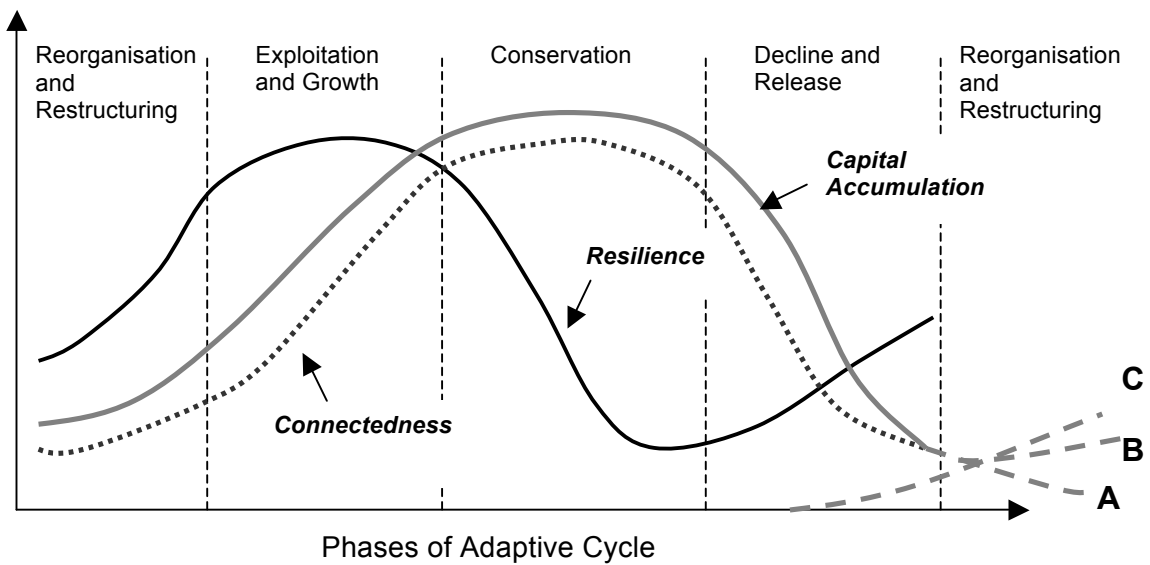 Reorganisation
and
Restructuring
Exploitation
and Growth
Conservation
Decline and
Release
Reorganisation
and
Restructuring
Capital
Accumulation
Resilience
Connectedness
C
B
A
Phases of Adaptive Cycle